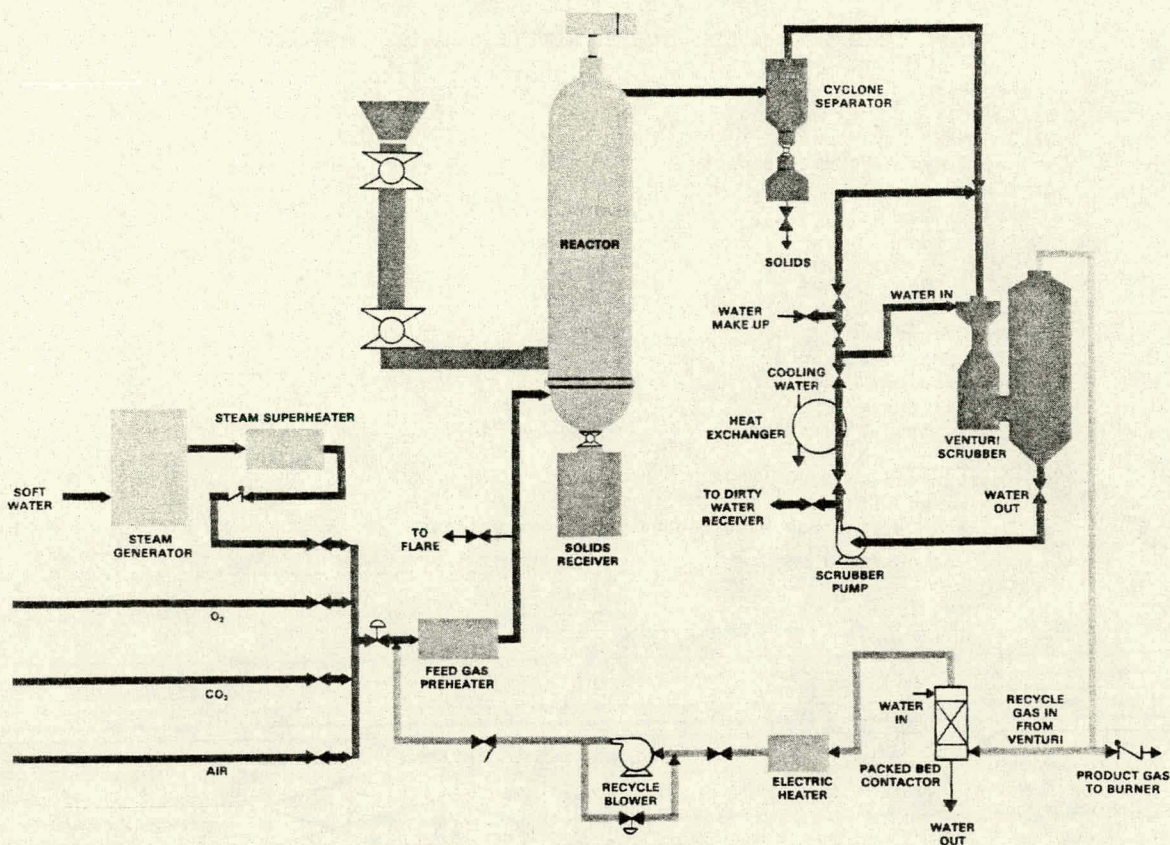 CYCLONE
SEPARATOR
REACTOR
SOLIDS
WATER
MAKE UP
WATER IN
COOLING
WATER
HEAT
EXCHANGER
VENTURI
SCRUBBER
STEAM SUPERHEATER
SOFT
WATER
STEAM
GENERATOR
TO
FLARE
SOLIDS
RECEIVER
TO DIRTY
WATER
RECEIVER
WATER
OUT
SCRUBBER
PUMP
O₂
CO₂
AIR
FEED GAS
PREHEATER
WATER
IN
RECYCLE
GAS IN
FROM
VENTURI
RECYCLE
BLOWER
ELECTRIC
HEATER
PACKED BED
CONTACTOR
PRODUCT GAS
TO BURNER
WATER
OUT